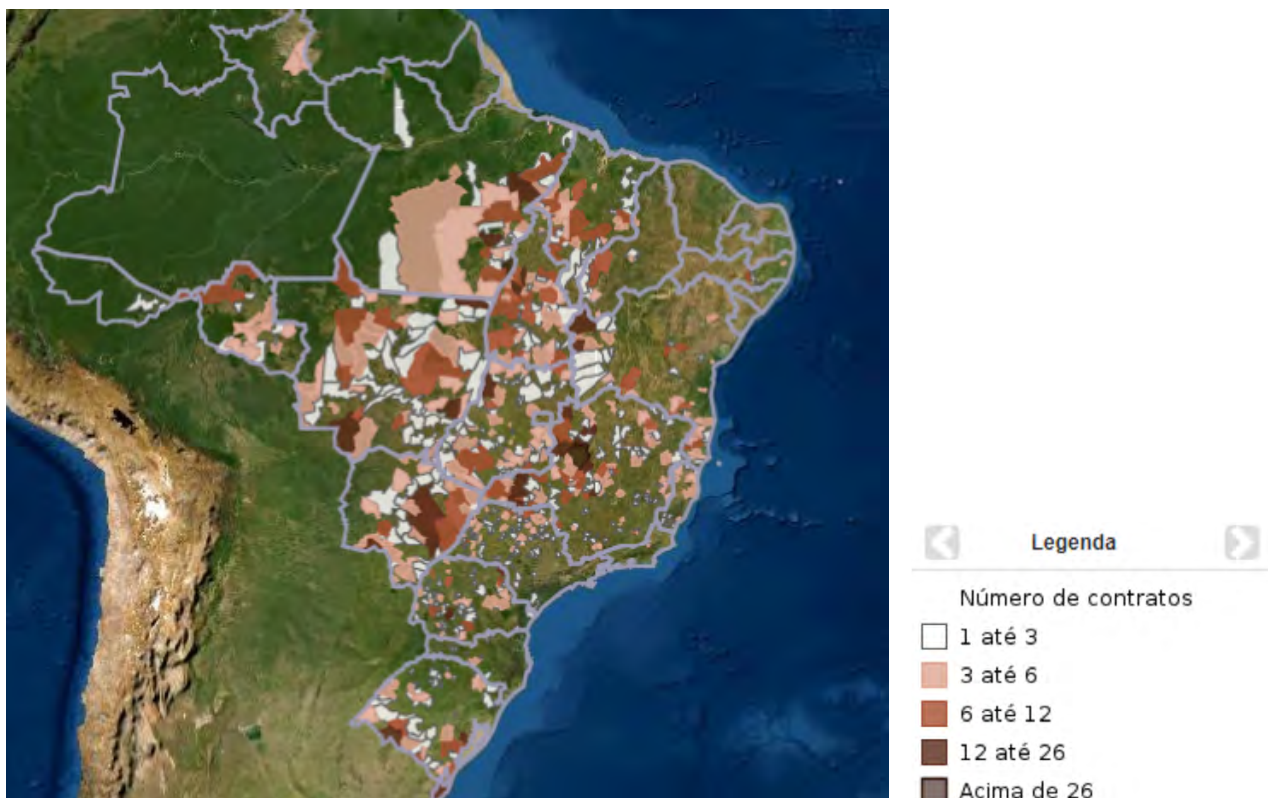 Legenda
Número de contratos
1 até 3
3 até 6
6 até 12
12 até 26
Acima de 26